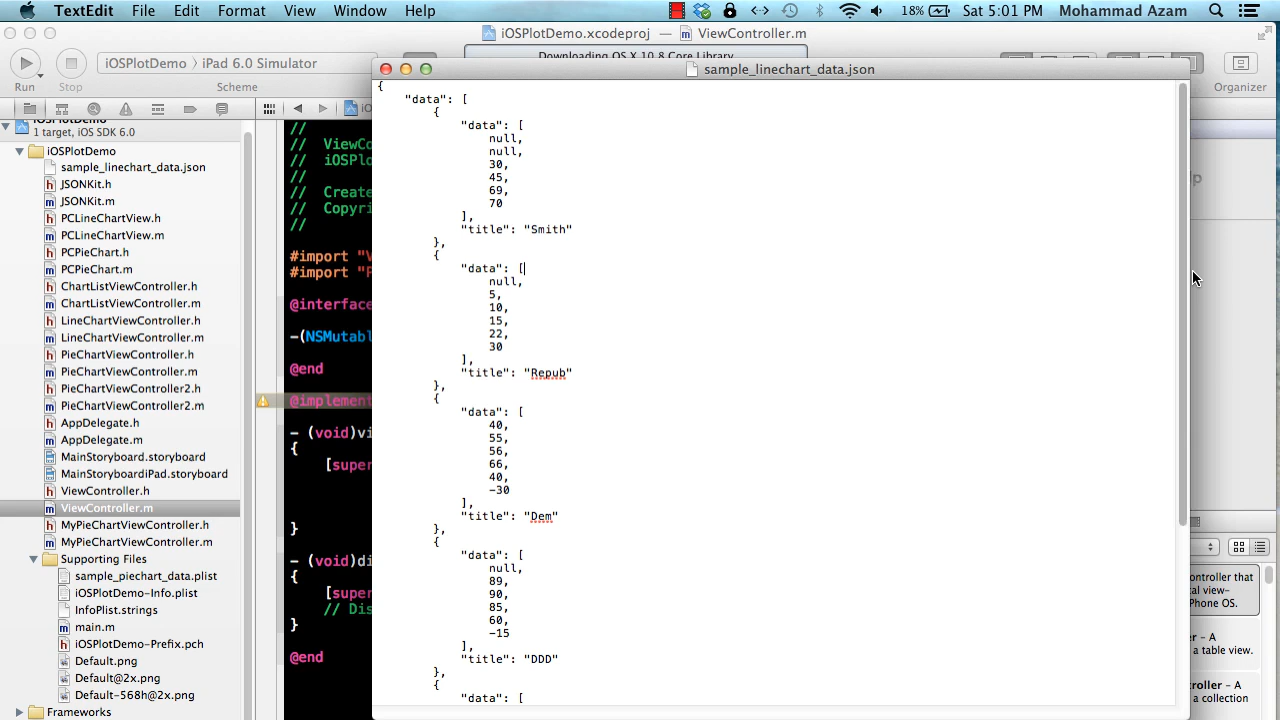 TextEdit File Edit Format View Window Help 18% Sat 5:01 PM Mohammad Azam
iOSPlotDemo.xcodeproj — ViewController.m
Downloading OS X 10.8 Core Library
iOSPlotDemo › iPad 6.0 Simulator
Run Stop Scheme Organizer
sample_linechart_data.json
iOSPlotDemo
1 target, iOS SDK 6.0
iOSPlotDemo
sample_linechart_data.json
JSONKit.h
JSONKit.m
PCLineChartView.h
PCLineChartView.m
PCPieChart.h
PCPieChart.m
ChartListViewController.h
ChartListViewController.m
LineChartViewController.h
LineChartViewController.m
PieChartViewController.h
PieChartViewController.m
PieChartViewController2.h
PieChartViewController2.m
AppDelegate.h
AppDelegate.m
MainStoryboard.storyboard
MainStoryboardiPad.storyboard
ViewController.h
ViewController.m
MyPieChartViewController.h
MyPieChartViewController.m
Supporting Files
sample_piechart_data.plist
iOSPlotDemo-Info.plist
InfoPlist.strings
main.m
iOSPlotDemo-Prefix.pch
Default.png
Default@2x.png
Default-568h@2x.png
Frameworks
//
// ViewCo
// iOSPlo
//
// Create
// Copyri
//
#import "V
#import "P
@interface
-(NSMutabl
@end
@implement
- (void)vi
{
[super
}
- (void)di
{
[super
// Dis
}
@end
{
"data": [
{
"data": [
null,
null,
30,
45,
69,
70
],
"title": "Smith"
},
{
"data": [
null,
5,
10,
15,
22,
30
],
"title": "Repub"
},
{
"data": [
40,
55,
56,
66,
40,
-30
],
"title": "Dem"
},
{
"data": [
null,
89,
90,
85,
60,
-15
],
"title": "DDD"
},
{
"data": [
ontroller that
tal view-
Phone OS.
er - A
a table view.
troller - A
a collection